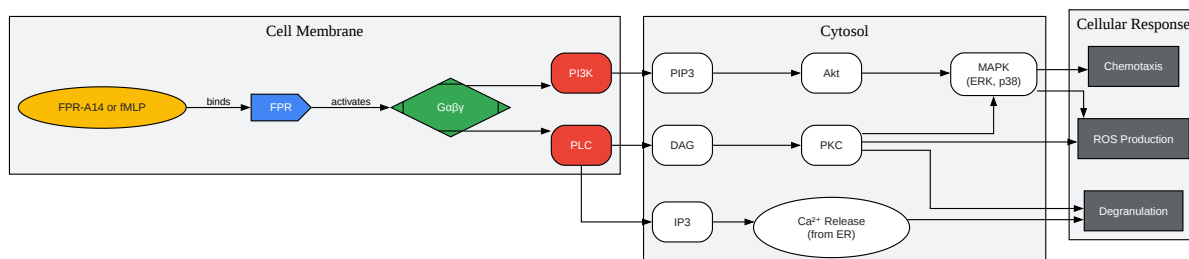 Cell Membrane
Cytosol
Cellular Response
FPR-A14 or fMLP
binds
FPR
activates
Gαβγ
PI3K
PLC
PIP3
Akt
MAPK
(ERK, p38)
DAG
PKC
IP3
Ca²⁺ Release
(from ER)
Chemotaxis
ROS Production
Degranulation